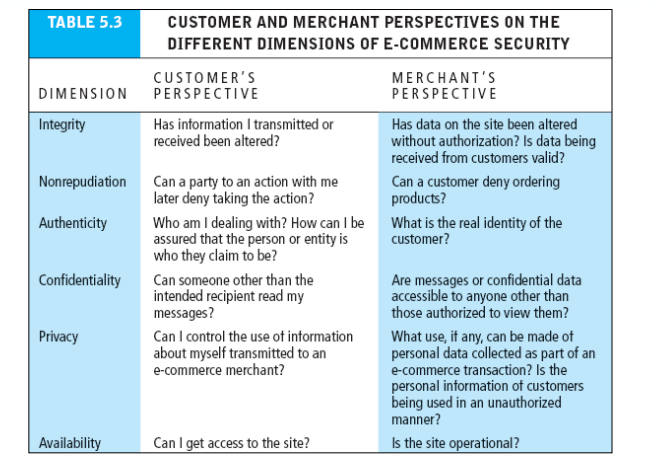 TABLE 5.3
CUSTOMER AND MERCHANT PERSPECTIVES ON THE
DIFFERENT DIMENSIONS OF E-COMMERCE SECURITY
DIMENSION
CUSTOMER'S
PERSPECTIVE
MERCHANT'S
PERSPECTIVE
Integrity
Has information I transmitted or
received been altered?
Has data on the site been altered
without authorization? Is data being
received from customers valid?
Nonrepudiation
Can a party to an action with me
later deny taking the action?
Can a customer deny ordering
products?
Authenticity
Who am I dealing with? How can I be
assured that the person or entity is
who they claim to be?
What is the real identity of the
customer?
Confidentiality
Can someone other than the
intended recipient read my
messages?
Are messages or confidential data
accessible to anyone other than
those authorized to view them?
Privacy
Can I control the use of information
about myself transmitted to an
e-commerce merchant?
What use, if any, can be made of
personal data collected as part of an
e-commerce transaction? Is the
personal information of customers
being used in an unauthorized
manner?
Availability
Can I get access to the site?
Is the site operational?